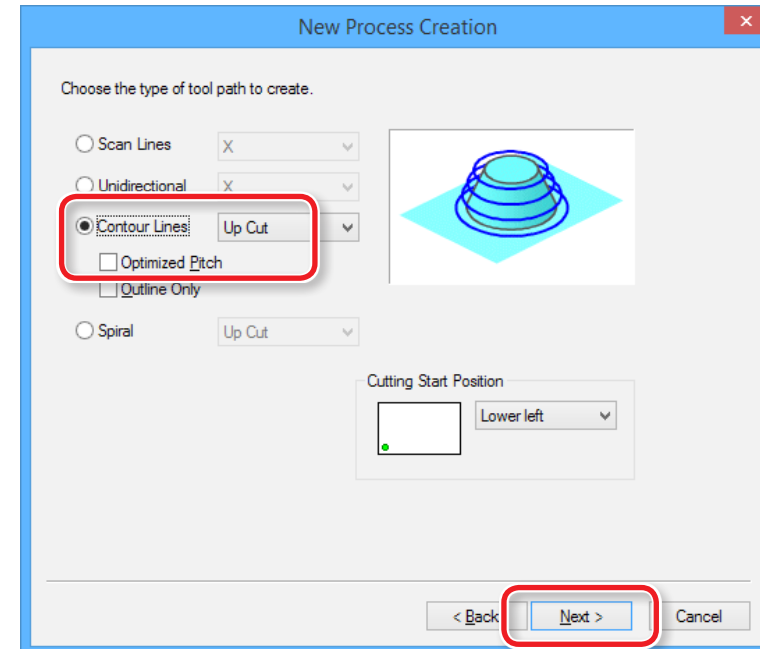 New Process Creation
Choose the type of tool path to create.
Scan Lines X
Unidirectional X
Contour Lines Up Cut
Optimized Pitch
Outline Only
Spiral Up Cut
Cutting Start Position
Lower left
< Back Next > Cancel